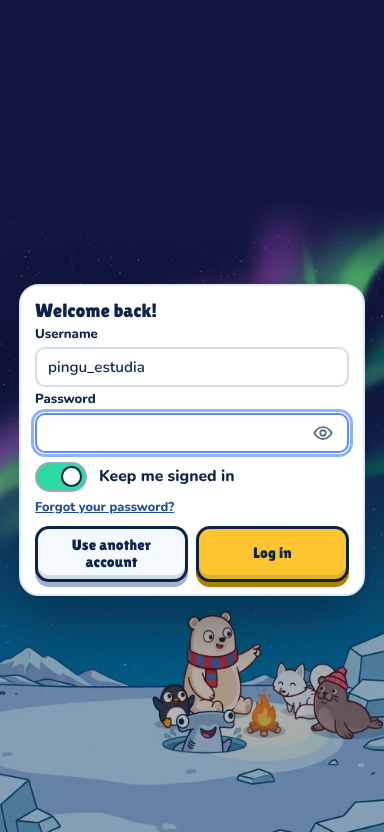 Welcome back!
Username
pingu_estudia
Password
Keep me signed in
Forgot your password?
Use another
account
Log in